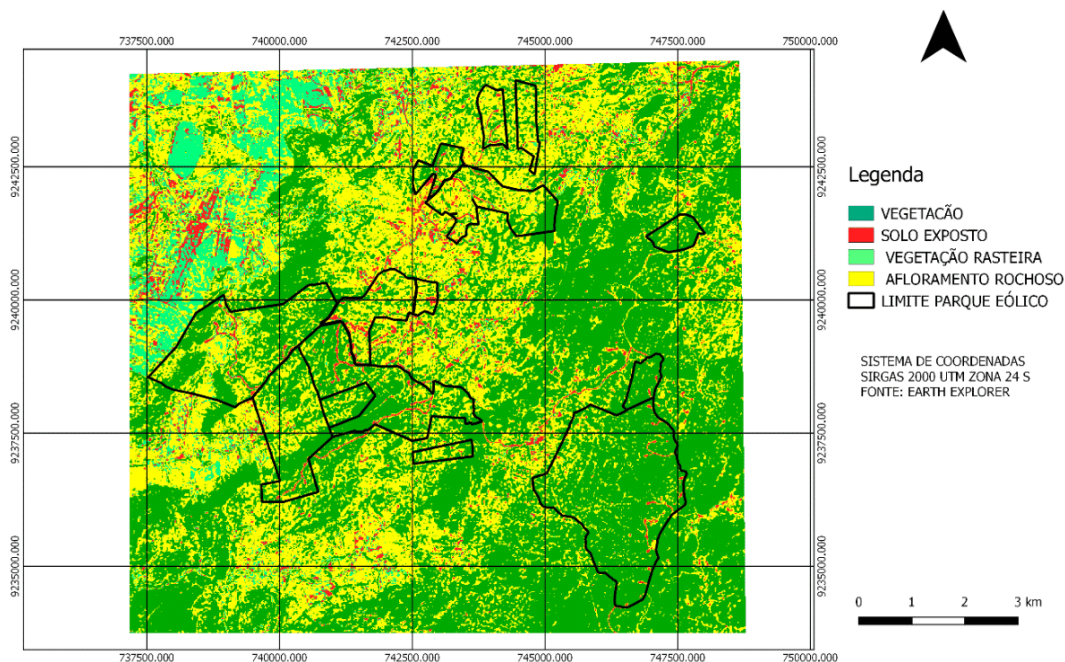 737500.000 740000.000 742500.000 745000.000 747500.000 750000.000
9242500.000 9242500.000
9240000.000 9240000.000
9237500.000 9237500.000
9235000.000 9235000.000
737500.000 740000.000 742500.000 745000.000 747500.000 750000.000
Legenda
VEGETACÃO
SOLO EXPOSTO
VEGETAÇÃO RASTEIRA
AFLORAMENTO ROCHOSO
LIMITE PARQUE EÓLICO
SISTEMA DE COORDENADAS
SIRGAS 2000 UTM ZONA 24 S
FONTE: EARTH EXPLORER
0 1 2 3 km